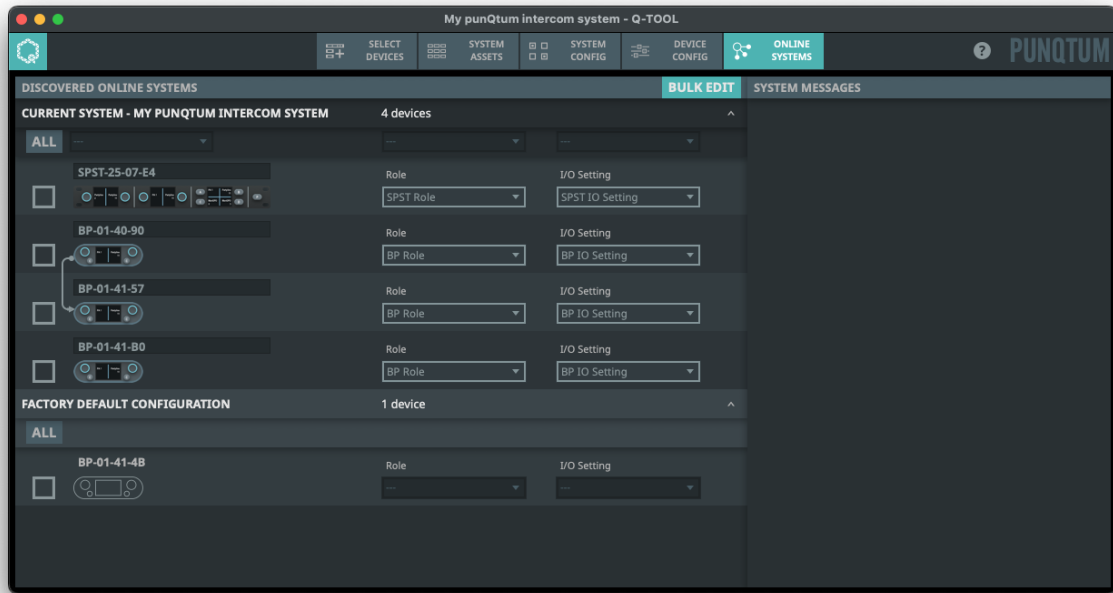 My punQtum intercom system - Q-TOOL
SELECT DEVICES
SYSTEM ASSETS
SYSTEM CONFIG
DEVICE CONFIG
ONLINE SYSTEMS
?
PUNQTUM
DISCOVERED ONLINE SYSTEMS
BULK EDIT
SYSTEM MESSAGES
CURRENT SYSTEM - MY PUNQTUM INTERCOM SYSTEM
4 devices
ALL
---
---
---
SPST-25-07-E4
Role
I/O Setting
SPST Role
SPST IO Setting
BP-01-40-90
Role
I/O Setting
BP Role
BP IO Setting
BP-01-41-57
Role
I/O Setting
BP Role
BP IO Setting
BP-01-41-B0
Role
I/O Setting
BP Role
BP IO Setting
FACTORY DEFAULT CONFIGURATION
1 device
ALL
BP-01-41-4B
Role
I/O Setting
---
---